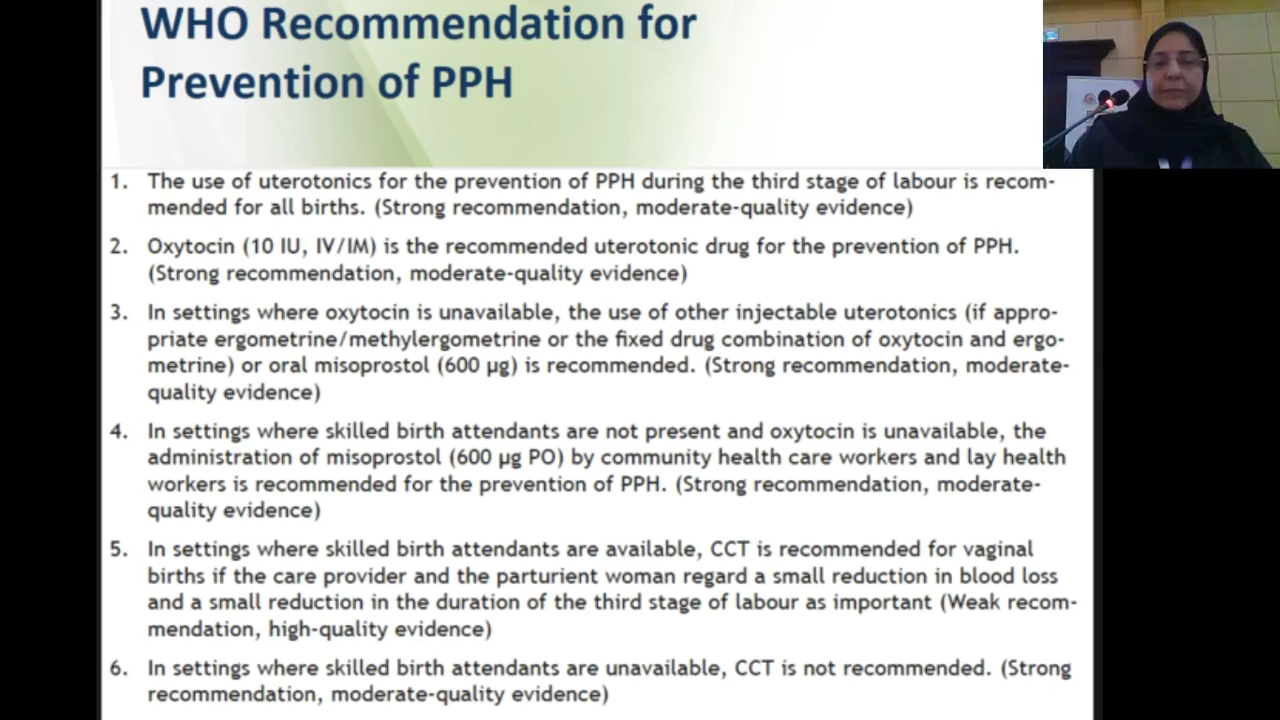 WHO Recommendation for
Prevention of PPH
1. The use of uterotonics for the prevention of PPH during the third stage of labour is recom-
mended for all births. (Strong recommendation, moderate-quality evidence)
2. Oxytocin (10 IU, IV/IM) is the recommended uterotonic drug for the prevention of PPH.
(Strong recommendation, moderate-quality evidence)
3. In settings where oxytocin is unavailable, the use of other injectable uterotonics (if appro-
priate ergometrine/methylergometrine or the fixed drug combination of oxytocin and ergo-
metrine) or oral misoprostol (600 µg) is recommended. (Strong recommendation, moderate-
quality evidence)
4. In settings where skilled birth attendants are not present and oxytocin is unavailable, the
administration of misoprostol (600 µg PO) by community health care workers and lay health
workers is recommended for the prevention of PPH. (Strong recommendation, moderate-
quality evidence)
5. In settings where skilled birth attendants are available, CCT is recommended for vaginal
births if the care provider and the parturient woman regard a small reduction in blood loss
and a small reduction in the duration of the third stage of labour as important (Weak recom-
mendation, high-quality evidence)
6. In settings where skilled birth attendants are unavailable, CCT is not recommended. (Strong
recommendation, moderate-quality evidence)